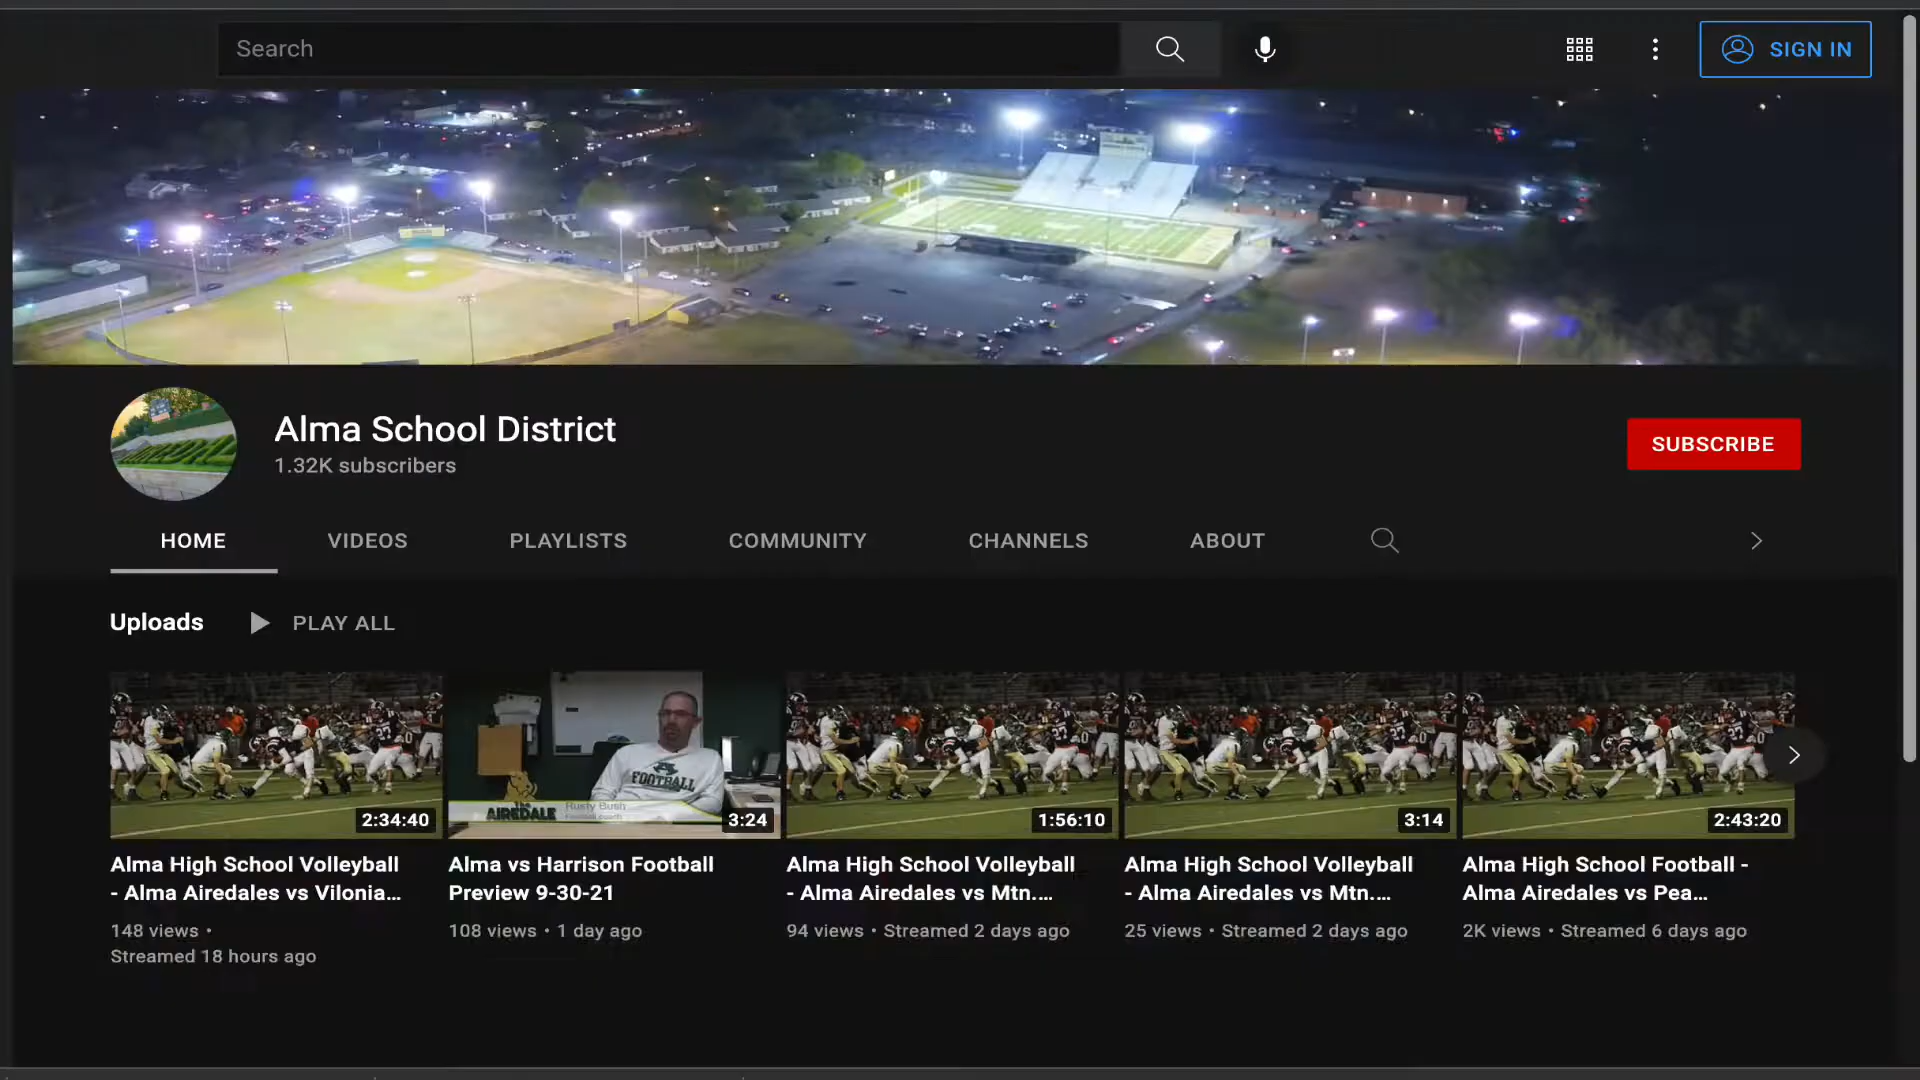 Search
SIGN IN
Alma School District
1.32K subscribers
SUBSCRIBE
HOME
VIDEOS
PLAYLISTS
COMMUNITY
CHANNELS
ABOUT
Uploads
PLAY ALL
FOOTBALL
AIREDALE
Rusty Bush
Football coach
2:34:40
3:24
1:56:10
3:14
2:43:20
Alma High School Volleyball
- Alma Airedales vs Vilonia...
148 views •
Streamed 18 hours ago
Alma vs Harrison Football
Preview 9-30-21
108 views • 1 day ago
Alma High School Volleyball
- Alma Airedales vs Mtn....
94 views • Streamed 2 days ago
Alma High School Volleyball
- Alma Airedales vs Mtn....
25 views • Streamed 2 days ago
Alma High School Football -
Alma Airedales vs Pea...
2K views • Streamed 6 days ago